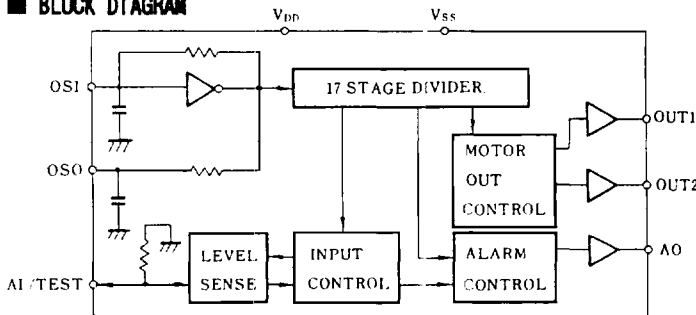 ■ BLOCK DIAGRAM
VDD
VSS
OSI
17 STAGE DIVIDER
OUT1
MOTOR
OUT
CONTROL
OSO
OUT2
LEVEL
SENSE
INPUT
CONTROL
ALARM
CONTROL
AO
AI/TEST